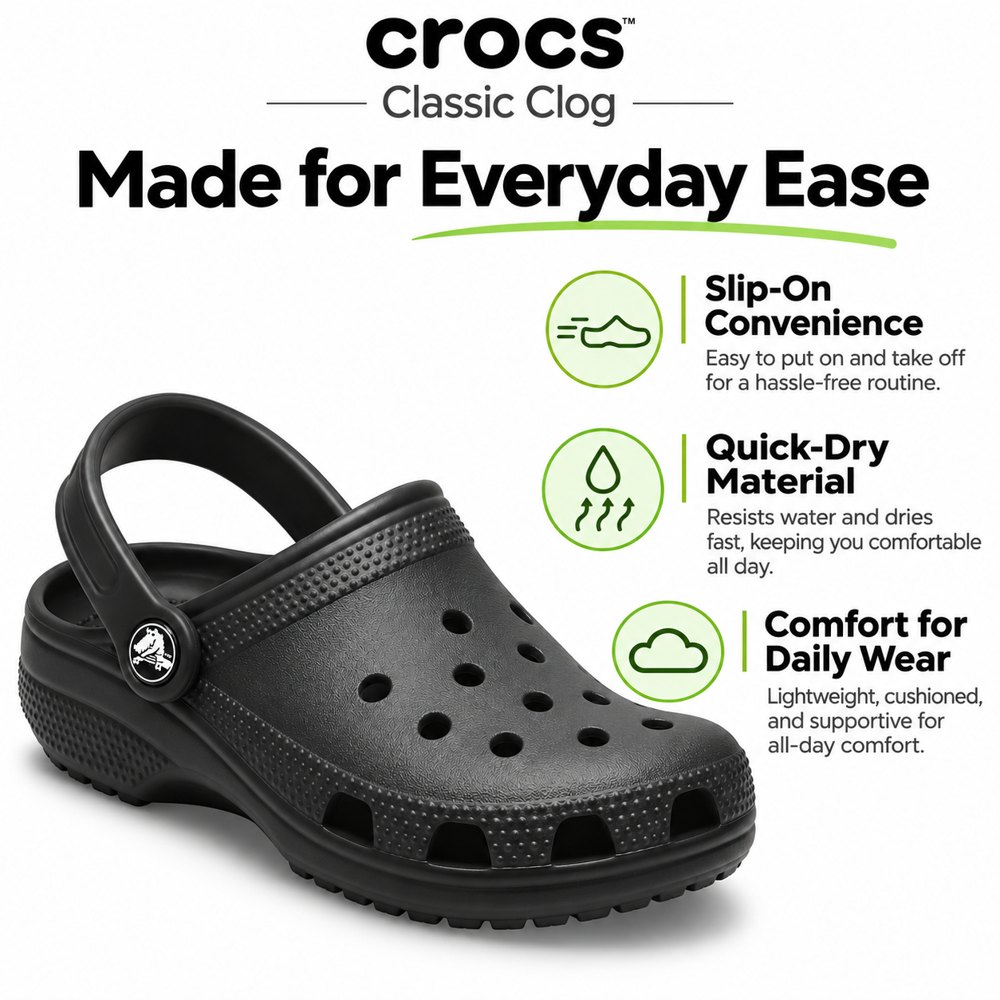 crocs™
Classic Clog
Made for Everyday Ease
Slip-On
Convenience
Easy to put on and take off
for a hassle-free routine.
Quick-Dry
Material
Resists water and dries
fast, keeping you comfortable
all day.
Comfort for
Daily Wear
Lightweight, cushioned,
and supportive for
all-day comfort.